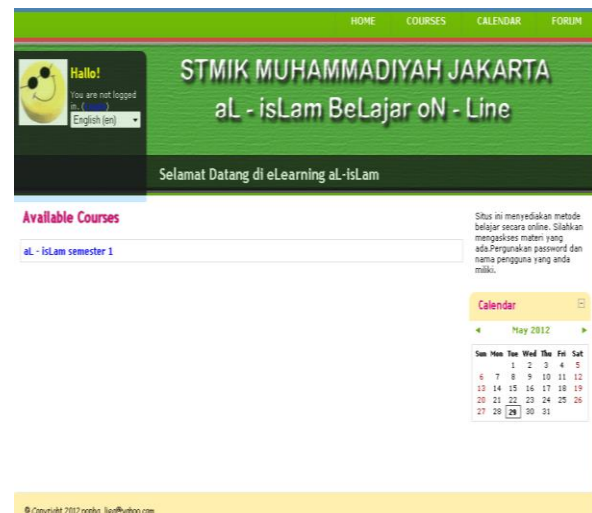 HOME COURSES CALENDAR FORUM
Hallo!
You are not logged
in. (
English (en)
STMIK MUHAMMADIYAH JAKARTA
aL - isLam BeLajar oN - Line
Selamat Datang di eLearning aL-isLam
Available Courses
aL - isLam semester 1
Situs ini menyediakan metode
belajar secara online. Silahkan
mengaskses materi yang
ada.Pergunakan password dan
nama pengguna yang anda
miliki.
Calendar
May 2012
Sun Mon Tue Wed Thu Fri Sat
1 2 3 4 5
6 7 8 9 10 11 12
13 14 15 16 17 18 19
20 21 22 23 24 25 26
27 28 29 30 31
© Copyright 2012